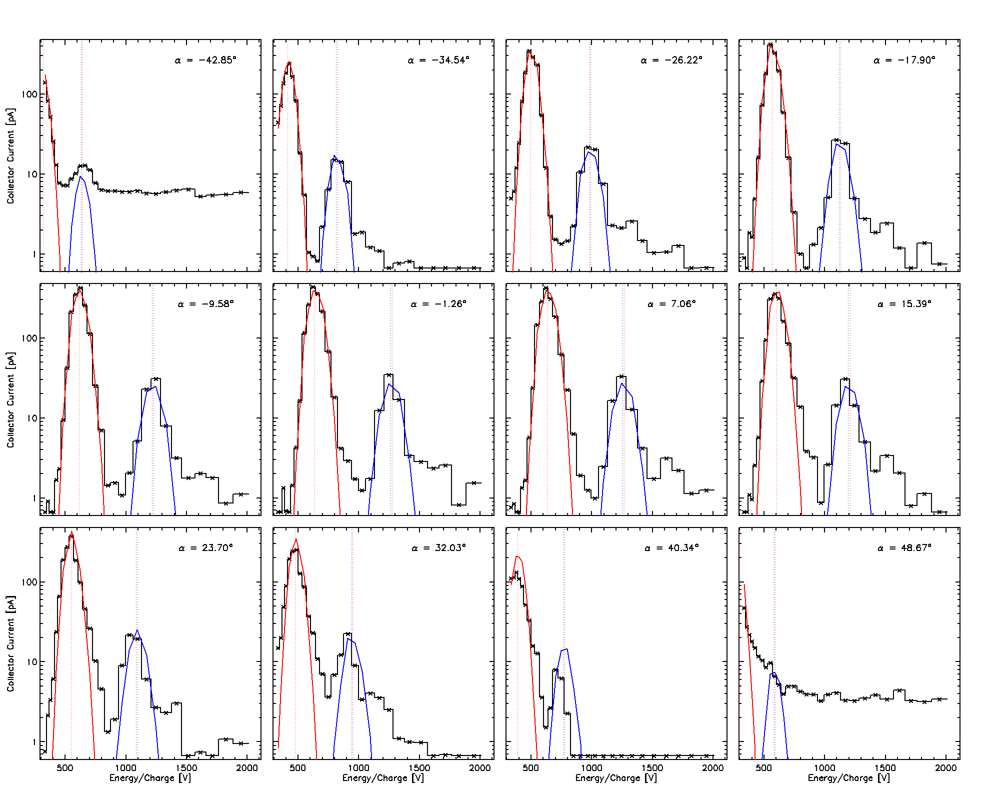 α = −42.85°
α = −34.54°
α = −26.22°
α = −17.90°
100
10
1
Collector Current [pA]
α = −9.58°
α = −1.26°
α = 7.06°
α = 15.39°
100
10
1
Collector Current [pA]
α = 23.70°
α = 32.03°
α = 40.34°
α = 48.67°
100
10
1
Collector Current [pA]
500 1000 1500 2000
500 1000 1500 2000
500 1000 1500 2000
500 1000 1500 2000
Energy/Charge [V]
Energy/Charge [V]
Energy/Charge [V]
Energy/Charge [V]